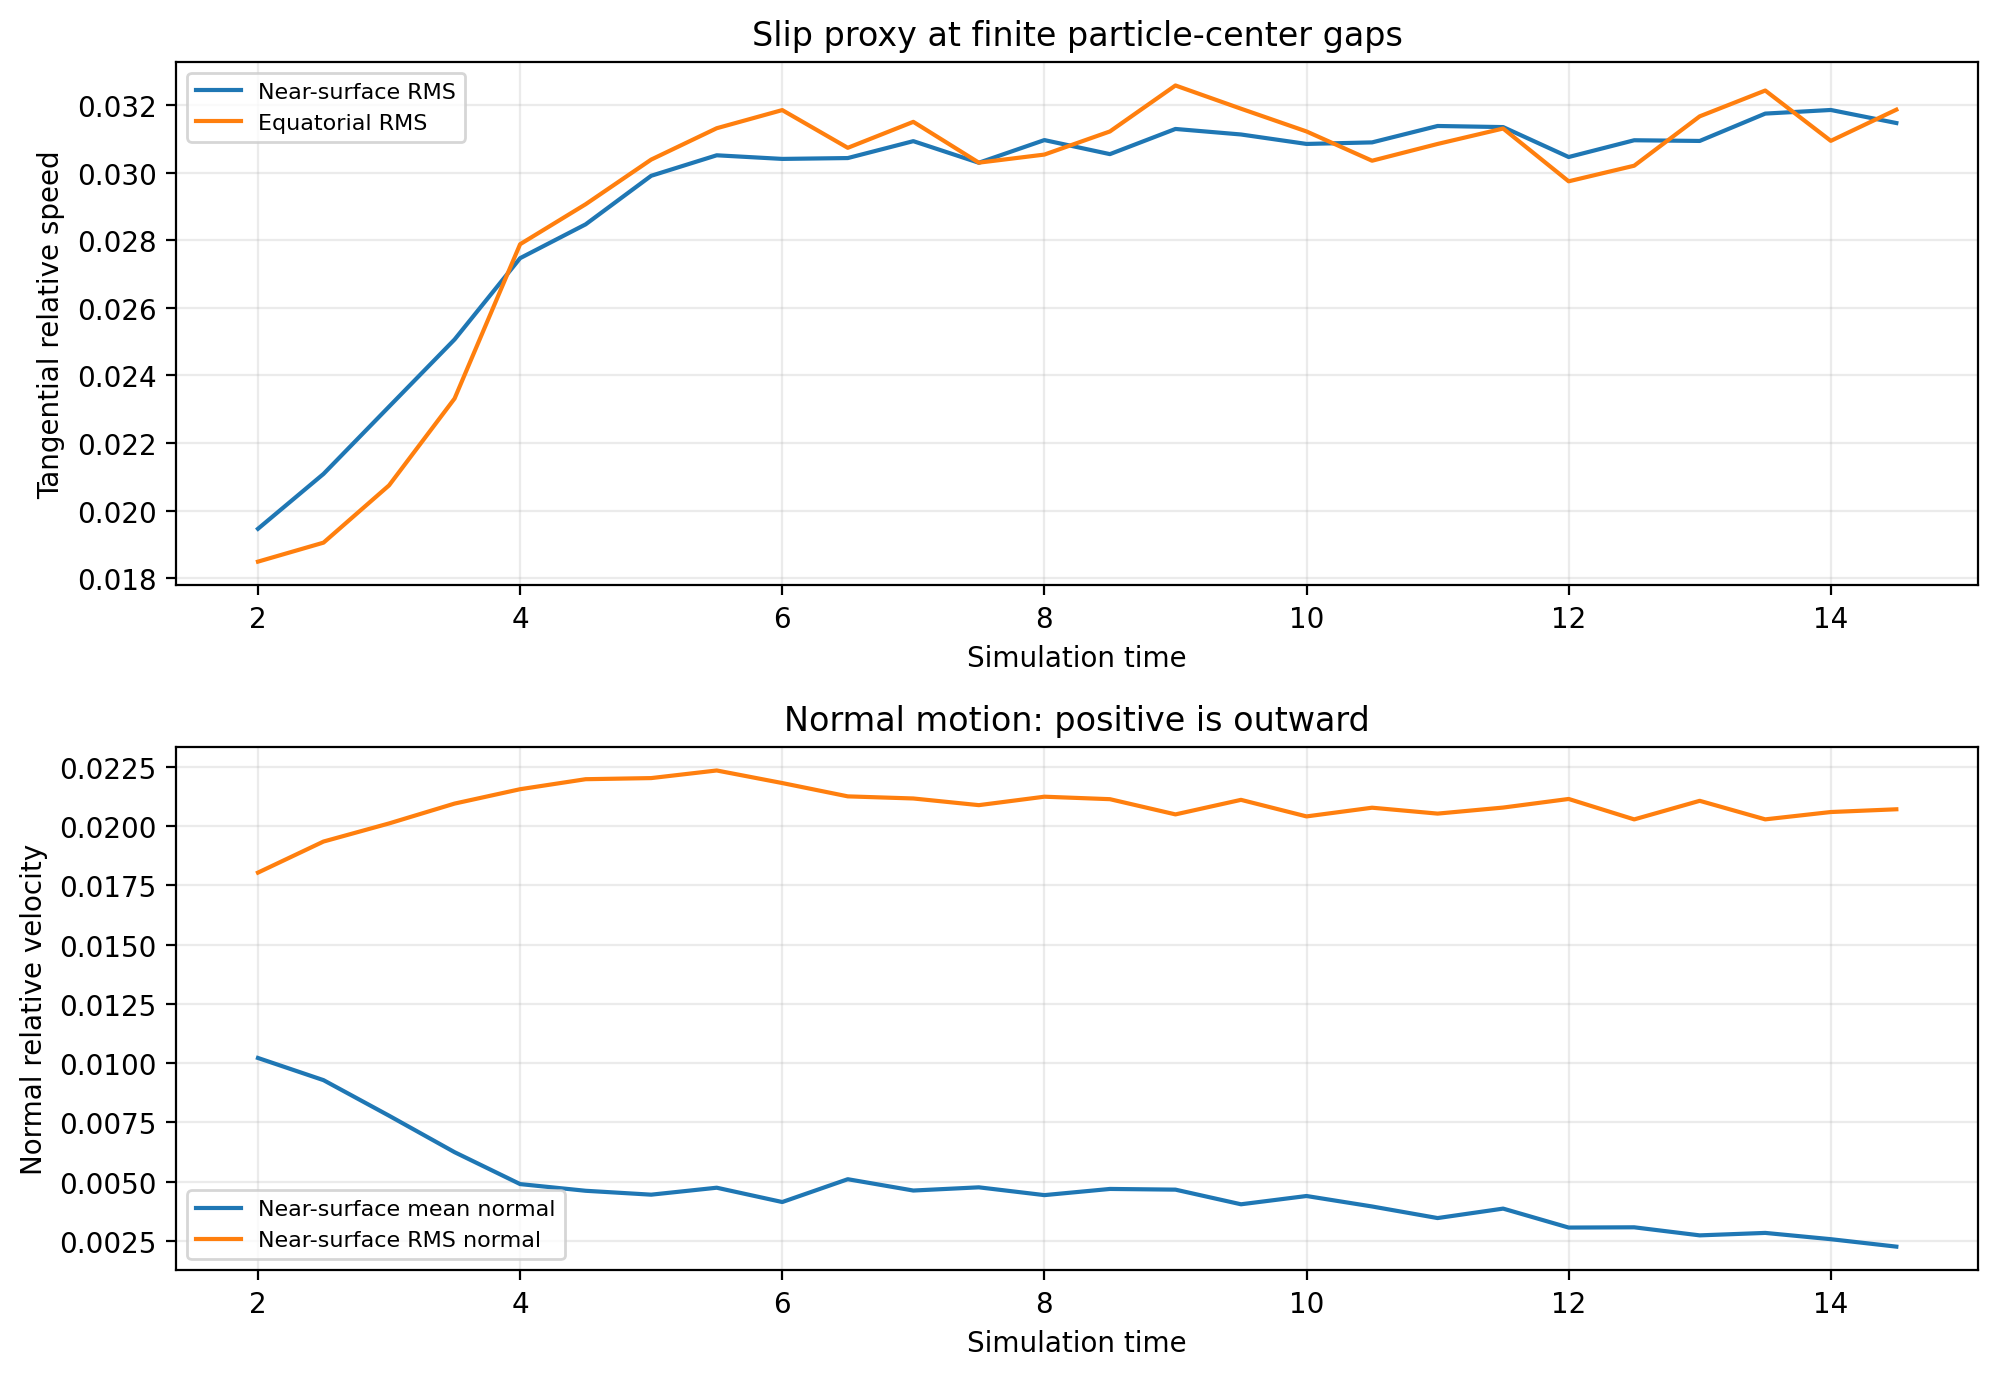 Slip proxy at finite particle-center gaps
Near-surface RMS
Equatorial RMS
Tangential relative speed
0.032
0.030
0.028
0.026
0.024
0.022
0.020
0.018
2 4 6 8 10 12 14
Simulation time
Normal motion: positive is outward
Normal relative velocity
0.0225
0.0200
0.0175
0.0150
0.0125
0.0100
0.0075
0.0050
0.0025
Near-surface mean normal
Near-surface RMS normal
2 4 6 8 10 12 14
Simulation time